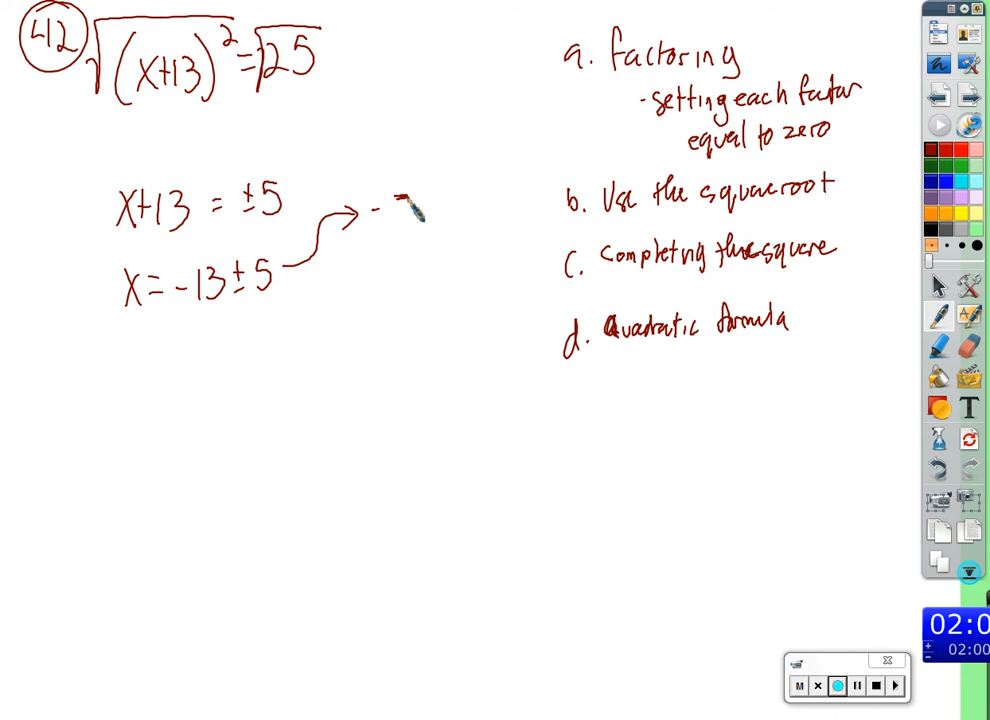 42 √(x+13)² = √25
x+13 = ±5
x = -13 ± 5
a. factoring
- setting each factor
equal to zero
b. Use the square root
c. completing the square
d. Quadratic formula
T
02:0
02:00
M